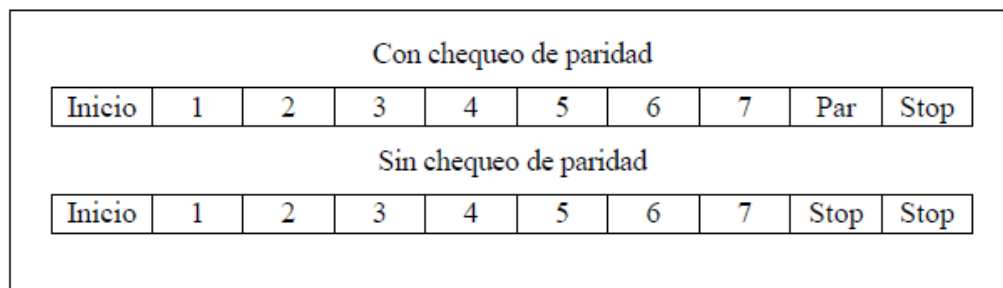 Con chequeo de paridad
Inicio 1 2 3 4 5 6 7 Par Stop
Sin chequeo de paridad
Inicio 1 2 3 4 5 6 7 Stop Stop